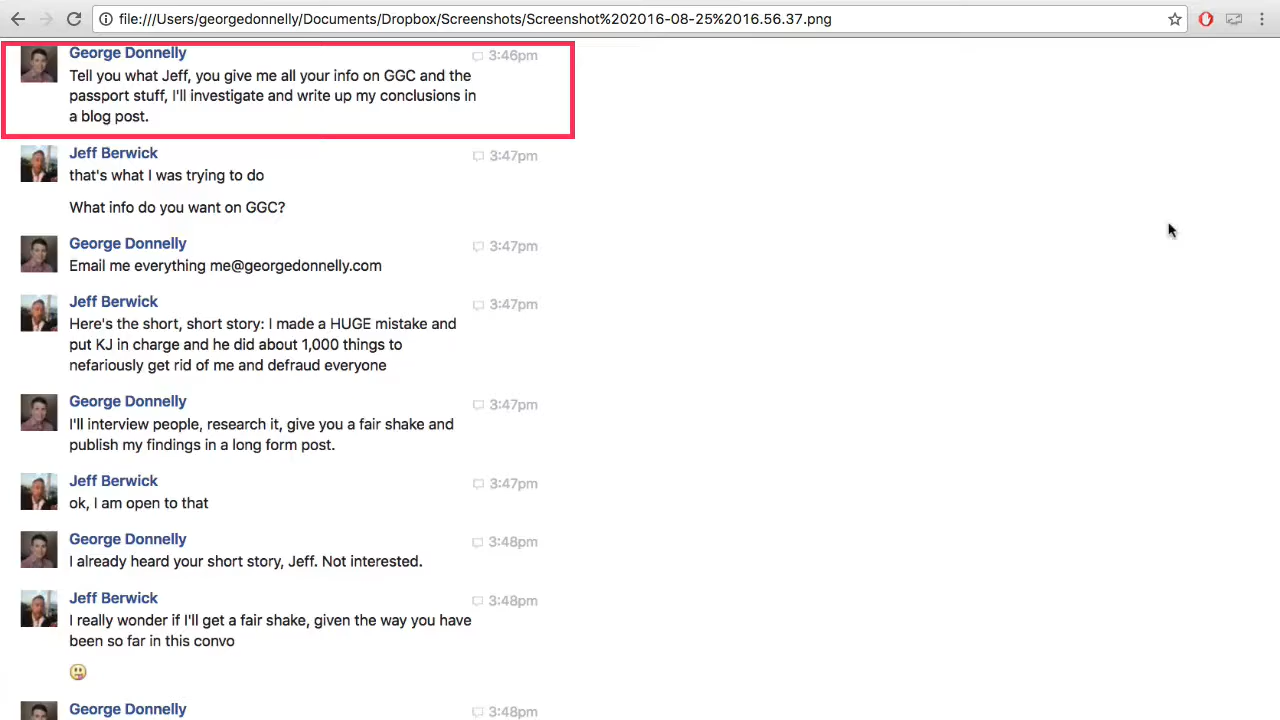 file:///Users/georgedonnelly/Documents/Dropbox/Screenshots/Screenshot%202016-08-25%2016.56.37.png
George Donnelly 3:46pm
Tell you what Jeff, you give me all your info on GGC and the
passport stuff, I'll investigate and write up my conclusions in
a blog post.
Jeff Berwick 3:47pm
that's what I was trying to do
What info do you want on GGC?
George Donnelly 3:47pm
Email me everything me@georgedonnelly.com
Jeff Berwick 3:47pm
Here's the short, short story: I made a HUGE mistake and
put KJ in charge and he did about 1,000 things to
nefariously get rid of me and defraud everyone
George Donnelly 3:47pm
I'll interview people, research it, give you a fair shake and
publish my findings in a long form post.
Jeff Berwick 3:47pm
ok, I am open to that
George Donnelly 3:48pm
I already heard your short story, Jeff. Not interested.
Jeff Berwick 3:48pm
I really wonder if I'll get a fair shake, given the way you have
been so far in this convo
George Donnelly 3:48pm